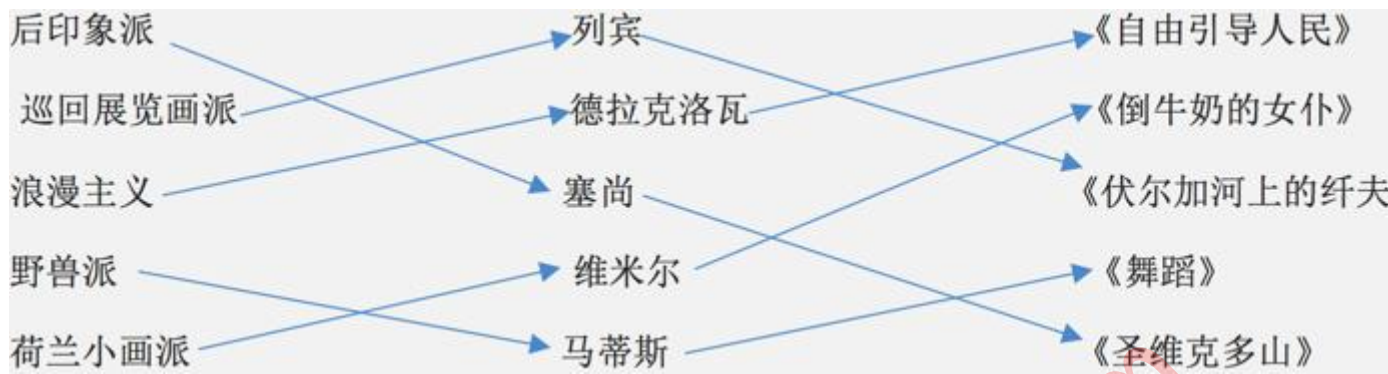 后印象派 列宾 《自由引导人民》
巡回展览画派 德拉克洛瓦 《倒牛奶的女仆》
浪漫主义 塞尚 《伏尔加河上的纤夫
野兽派 维米尔 《舞蹈》
荷兰小画派 马蒂斯 《圣维克多山》